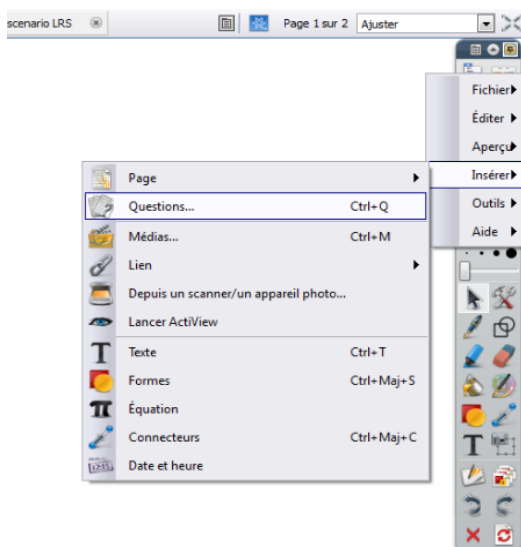 scenario LRS
Page 1 sur 2
Ajuster
Fichier
Éditer
Aperçu
Insérer
Outils
Aide
Page
Questions... Ctrl+Q
Médias... Ctrl+M
Lien
Depuis un scanner/un appareil photo...
Lancer ActiView
Texte Ctrl+T
Formes Ctrl+Maj+S
Équation
Connecteurs Ctrl+Maj+C
Date et heure